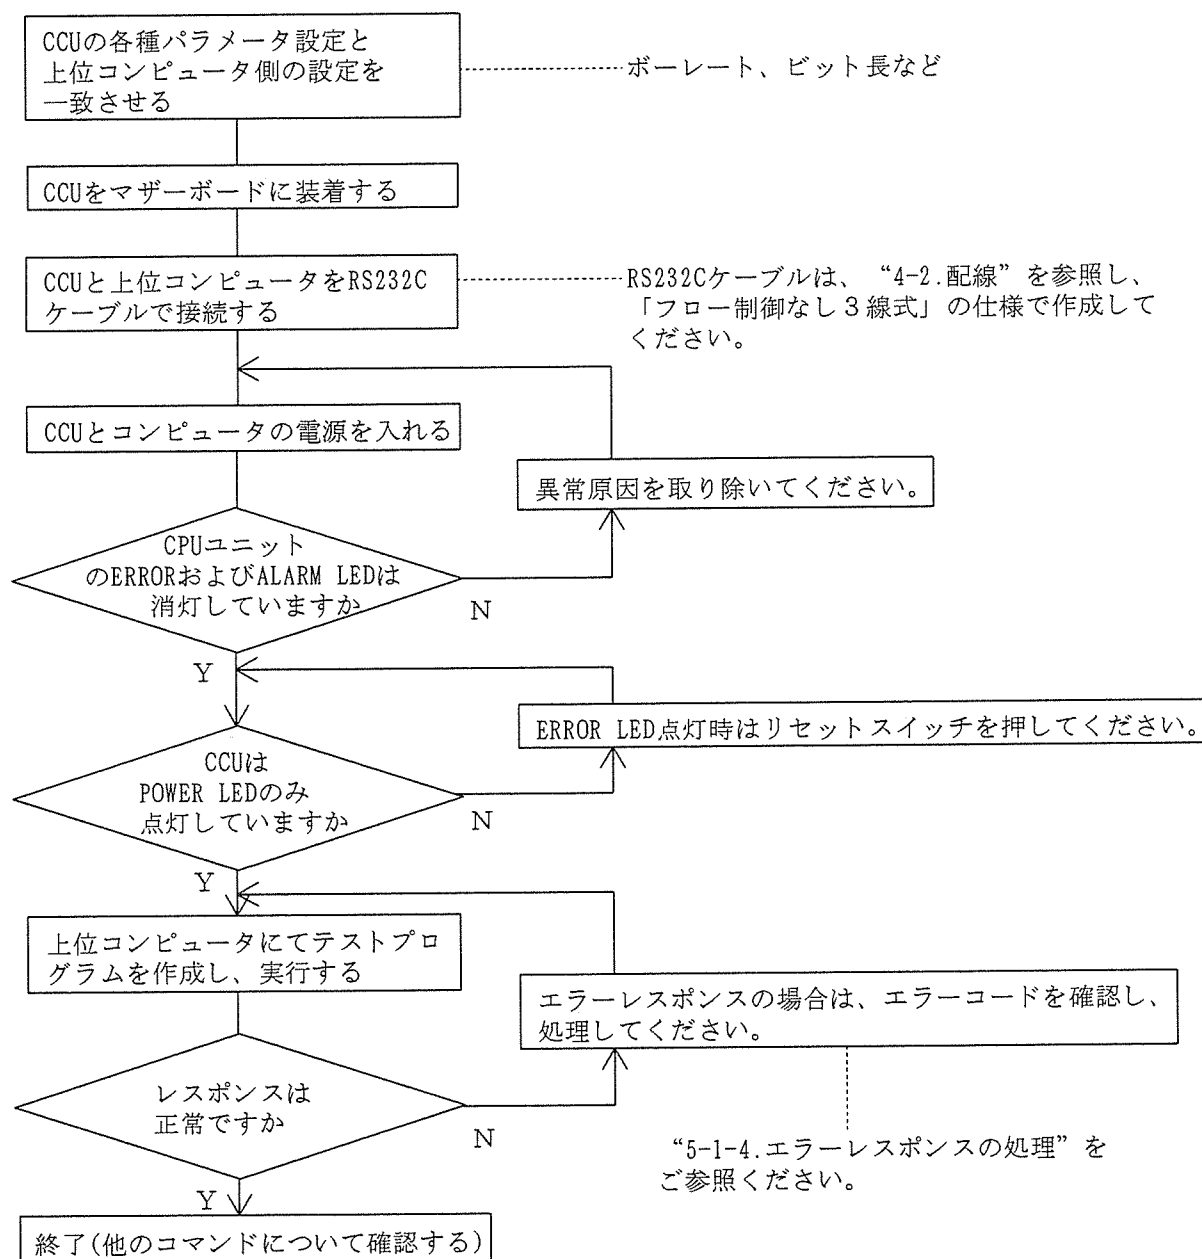 CCUの各種パラメータ設定と
上位コンピュータ側の設定を
一致させる
ボーレート、ビット長など
CCUをマザーボードに装着する
CCUと上位コンピュータをRS232C
ケーブルで接続する
RS232Cケーブルは、“4-2.配線”を参照し、
「フロー制御なし３線式」の仕様で作成して
ください。
CCUとコンピュータの電源を入れる
異常原因を取り除いてください。
CPUユニット
のERRORおよびALARM LEDは
消灯していますか
N
Y
ERROR LED点灯時はリセットスイッチを押してください。
CCUは
POWER LEDのみ
点灯していますか
N
Y
上位コンピュータにてテストプロ
グラムを作成し、実行する
エラーレスポンスの場合は、エラーコードを確認し、
処理してください。
レスポンスは
正常ですか
N
“5-1-4.エラーレスポンスの処理”を
ご参照ください。
Y
終了(他のコマンドについて確認する)